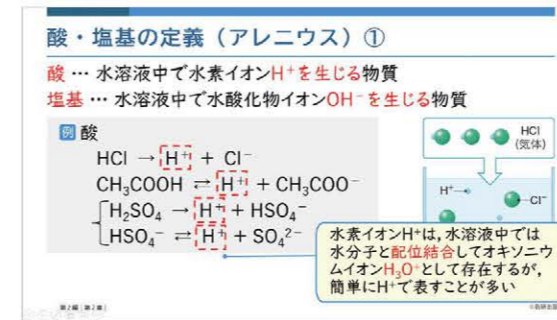 酸・塩基の定義（アレニウス）①
酸 … 水溶液中で水素イオンH⁺を生じる物質
塩基 … 水溶液中で水酸化物イオンOH⁻を生じる物質
例 酸
HCl → H⁺ + Cl⁻
CH₃COOH ⇄ H⁺ + CH₃COO⁻
H₂SO₄ → H⁺ + HSO₄⁻
HSO₄⁻ ⇄ H⁺ + SO₄²⁻
HCl
(気体)
H⁺
Cl⁻
水素イオンH⁺は，水溶液中では
水分子と配位結合してオキソニウ
ムイオンH₃O⁺として存在するが，
簡単にH⁺で表すことが多い
第2編 第2章